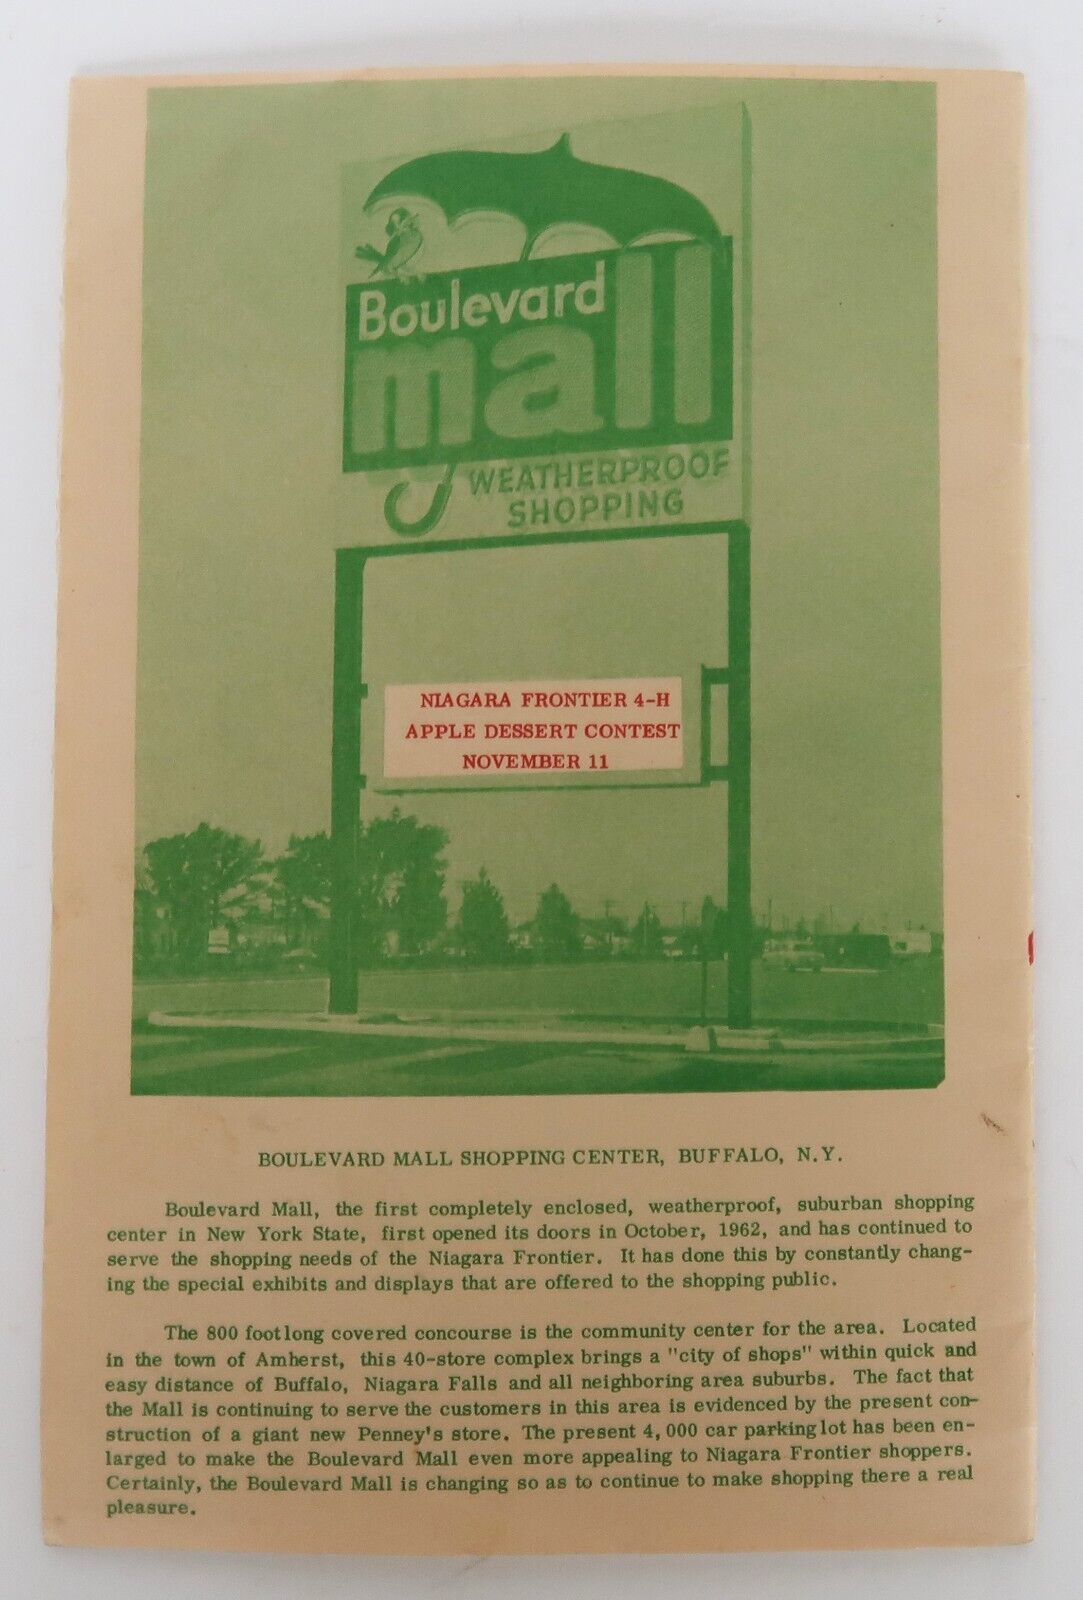 Boulevard
mall
WEATHERPROOF
SHOPPING
NIAGARA FRONTIER 4-H
APPLE DESSERT CONTEST
NOVEMBER 11
BOULEVARD MALL SHOPPING CENTER, BUFFALO, N.Y.
Boulevard Mall, the first completely enclosed, weatherproof, suburban shopping
center in New York State, first opened its doors in October, 1962, and has continued to
serve the shopping needs of the Niagara Frontier. It has done this by constantly chang-
ing the special exhibits and displays that are offered to the shopping public.
The 800 foot long covered concourse is the community center for the area. Located
in the town of Amherst, this 40-store complex brings a "city of shops" within quick and
easy distance of Buffalo, Niagara Falls and all neighboring area suburbs. The fact that
the Mall is continuing to serve the customers in this area is evidenced by the present con-
struction of a giant new Penney's store. The present 4,000 car parking lot has been en-
larged to make the Boulevard Mall even more appealing to Niagara Frontier shoppers.
Certainly, the Boulevard Mall is changing so as to continue to make shopping there a real
pleasure.